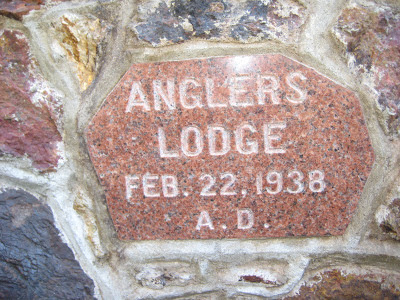 ANGLERS
LODGE
FEB. 22, 1938
A. D.